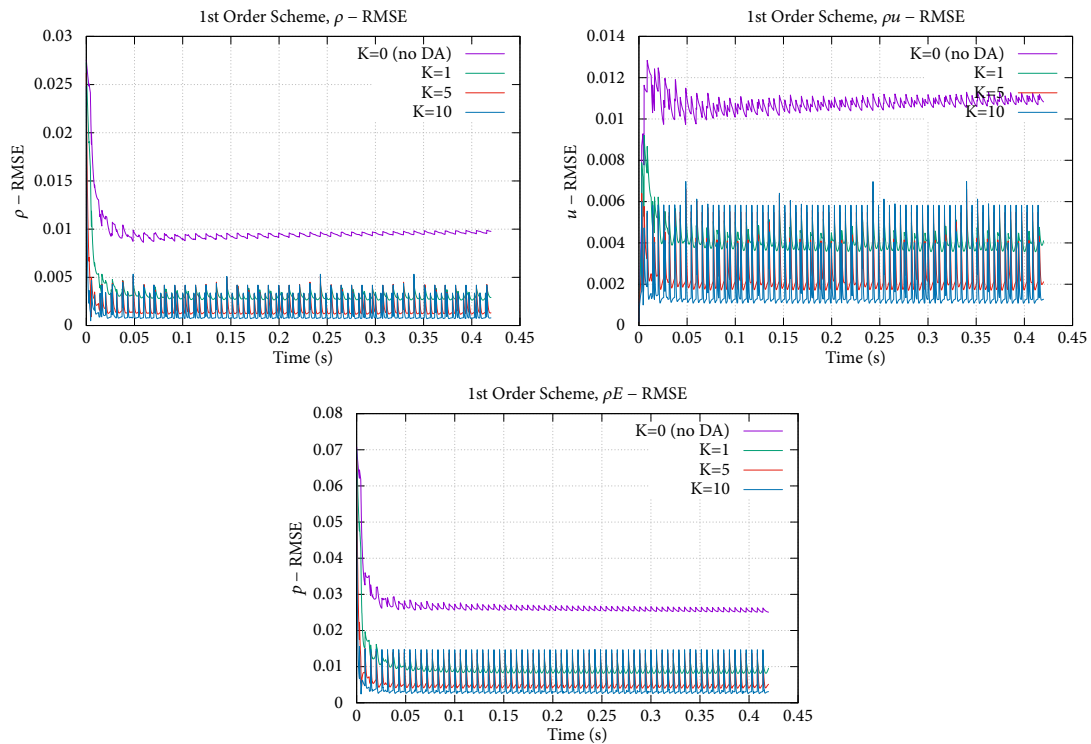 1st Order Scheme, ρ – RMSE
0.03
0.025
0.02
0.015
0.01
0.005
0
ρ – RMSE
K=0 (no DA)
K=1
K=5
K=10
0 0.05 0.1 0.15 0.2 0.25 0.3 0.35 0.4 0.45
Time (s)
1st Order Scheme, ρu – RMSE
0.014
0.012
0.01
0.008
0.006
0.004
0.002
0
u – RMSE
K=0 (no DA)
K=1
K=5
K=10
0 0.05 0.1 0.15 0.2 0.25 0.3 0.35 0.4 0.45
Time (s)
1st Order Scheme, ρE – RMSE
0.08
0.07
0.06
0.05
0.04
0.03
0.02
0.01
0
p – RMSE
K=0 (no DA)
K=1
K=5
K=10
0 0.05 0.1 0.15 0.2 0.25 0.3 0.35 0.4 0.45
Time (s)